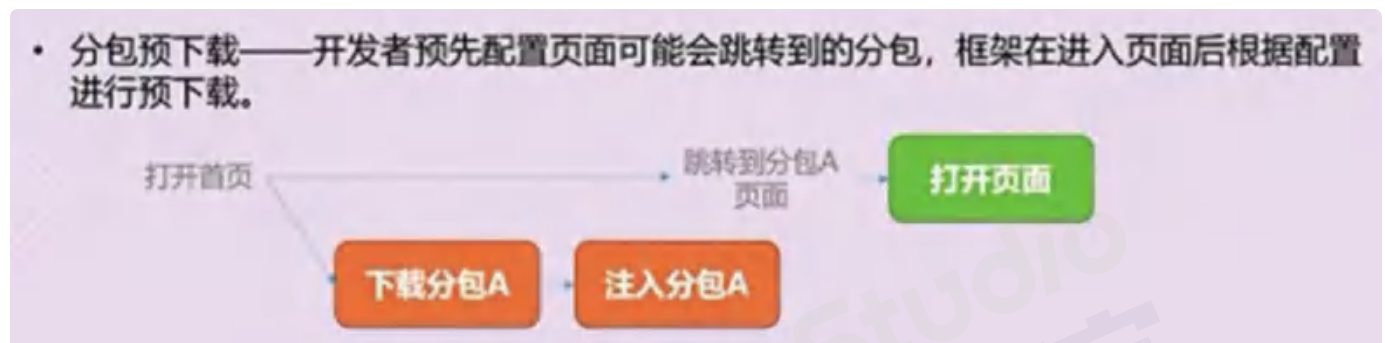 • 分包预下载——开发者预先配置页面可能会跳转到的分包，框架在进入页面后根据配置
进行预下载。
打开首页
跳转到分包A
页面
打开页面
下载分包A
注入分包A
Studio